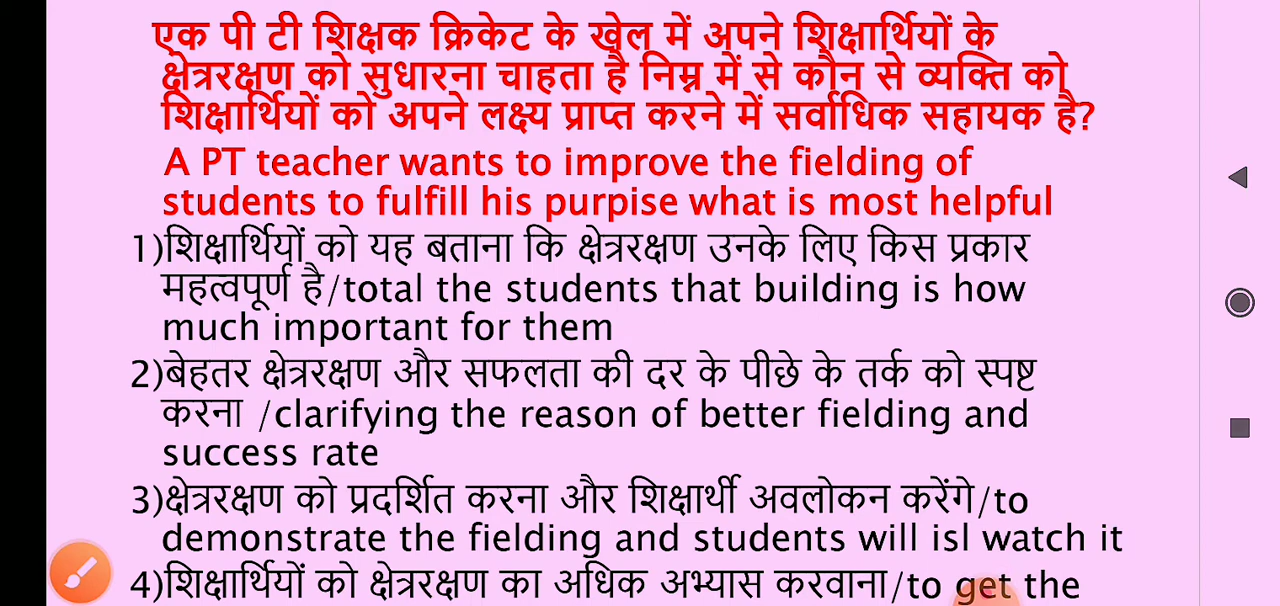 एक पी टी शिक्षक क्रिकेट के खेल में अपने शिक्षार्थियों के
क्षेत्ररक्षण को सुधारना चाहता है निम्न में से कौन से व्यक्ति को
शिक्षार्थियों को अपने लक्ष्य प्राप्त करने में सर्वाधिक सहायक है?
A PT teacher wants to improve the fielding of
students to fulfill his purpise what is most helpful
1)शिक्षार्थियों को यह बताना कि क्षेत्ररक्षण उनके लिए किस प्रकार
महत्वपूर्ण है/total the students that building is how
much important for them
2)बेहतर क्षेत्ररक्षण और सफलता की दर के पीछे के तर्क को स्पष्ट
करना /clarifying the reason of better fielding and
success rate
3)क्षेत्ररक्षण को प्रदर्शित करना और शिक्षार्थी अवलोकन करेंगे/to
demonstrate the fielding and students will isl watch it
4)शिक्षार्थियों को क्षेत्ररक्षण का अधिक अभ्यास करवाना/to get the